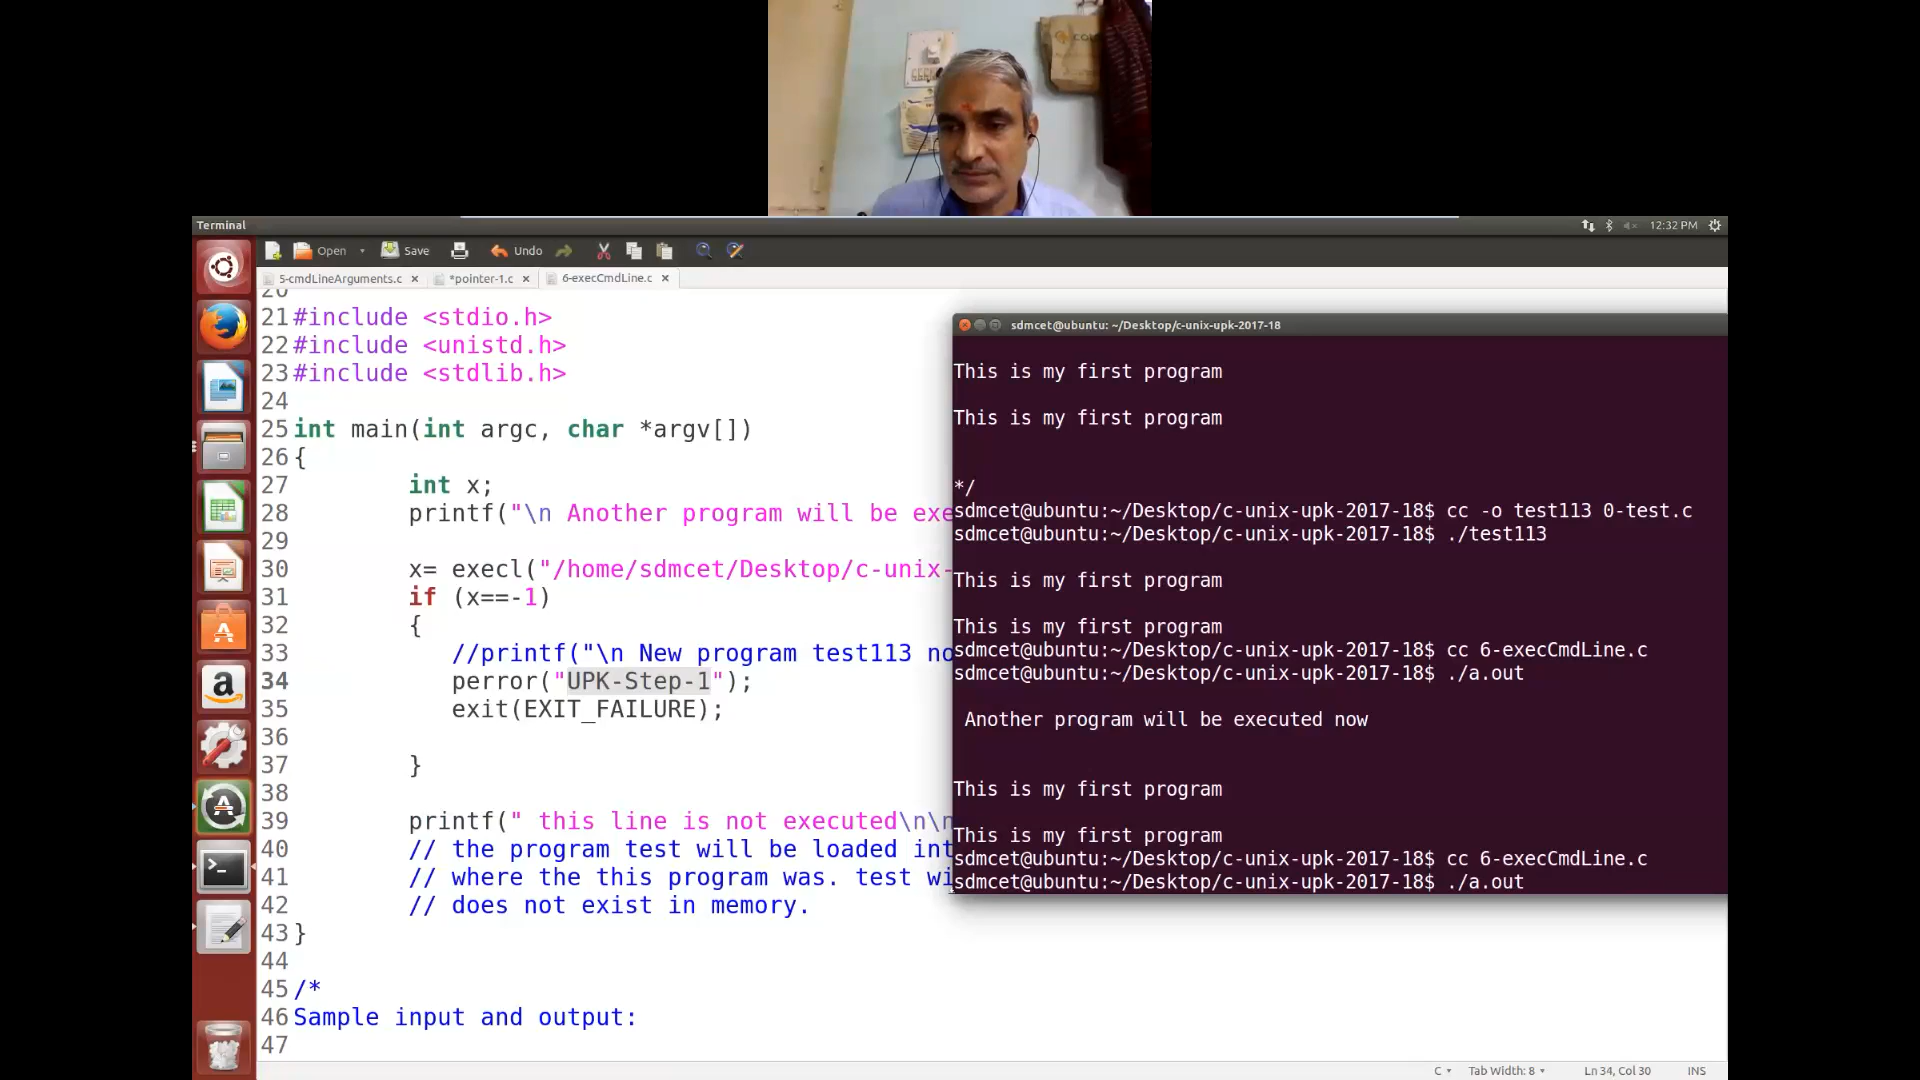 Terminal
12:32 PM
Open
Save
Undo
5-cmdLineArguments.c
*pointer-1.c
6-execCmdLine.c
20
21 #include <stdio.h>
22 #include <unistd.h>
23 #include <stdlib.h>
24
25 int main(int argc, char *argv[])
26 {
27 int x;
28 printf("\n Another program will be exe
29
30 x= execl("/home/sdmcet/Desktop/c-unix-
31 if (x==-1)
32 {
33 //printf("\n New program test113 no
34 perror("UPK-Step-1");
35 exit(EXIT_FAILURE);
36
37 }
38
39 printf(" this line is not executed\n\n
40 // the program test will be loaded int
41 // where the this program was. test wi
42 // does not exist in memory.
43 }
44
45 /*
46 Sample input and output:
47
sdmcet@ubuntu: ~/Desktop/c-unix-upk-2017-18
This is my first program
This is my first program
*/
sdmcet@ubuntu:~/Desktop/c-unix-upk-2017-18$ cc -o test113 0-test.c
sdmcet@ubuntu:~/Desktop/c-unix-upk-2017-18$ ./test113
This is my first program
This is my first program
sdmcet@ubuntu:~/Desktop/c-unix-upk-2017-18$ cc 6-execCmdLine.c
sdmcet@ubuntu:~/Desktop/c-unix-upk-2017-18$ ./a.out
Another program will be executed now
This is my first program
This is my first program
sdmcet@ubuntu:~/Desktop/c-unix-upk-2017-18$ cc 6-execCmdLine.c
sdmcet@ubuntu:~/Desktop/c-unix-upk-2017-18$ ./a.out
C
Tab Width: 8
Ln 34, Col 30
INS